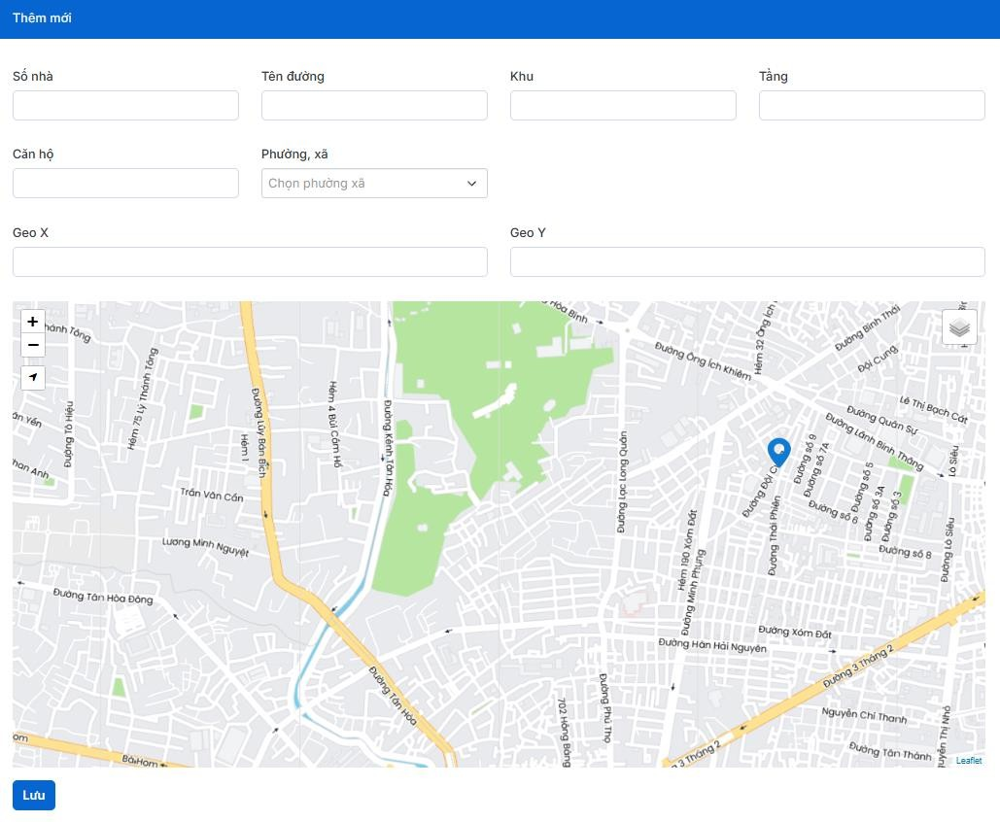 Thêm mới
Số nhà
Tên đường
Khu
Tầng
Căn hộ
Phường, xã
Chọn phường xã
Geo X
Geo Y
+
−
Hòa Bình
Đường Ông Ích Khiêm
Hẻm 32 Ông Ích
Đường Bình Thới
Đội Cung
Lê Thị Bạch Cát
Đường Quân Sự
Đường Lãnh Binh Thăng
Lò Siêu
Đường Tô Hiệu
Hẻm 75 Lý Thánh Tông
Đường Lũy Bán Bích
Hẻm 1
Hẻm 4 Bùi Cẩm Hổ
Đường Kênh Tân Hóa
Đường Lạc Long Quân
Đường số 9
Đường số 7A
Đường số 5
Đường số 3A
Đường số 3
Đường số 6
Đường số 8
Đường Thái Phiên
Đường Lò Siêu
Trần Văn Cẩn
Lương Minh Nguyệt
Đường Tân Hòa Đông
Hẻm 190 Xóm Đất
Đường Minh Phụng
Đường Xóm Đất
Đường Hàn Hải Nguyên
Đường 3 Tháng 2
Đường Tân Hóa
Đường Phú Thọ
702 Hồng Bàng
Nguyễn Chí Thanh
Đường Tân Thành
3 Tháng 2
Bà Hom
Leaflet
Lưu